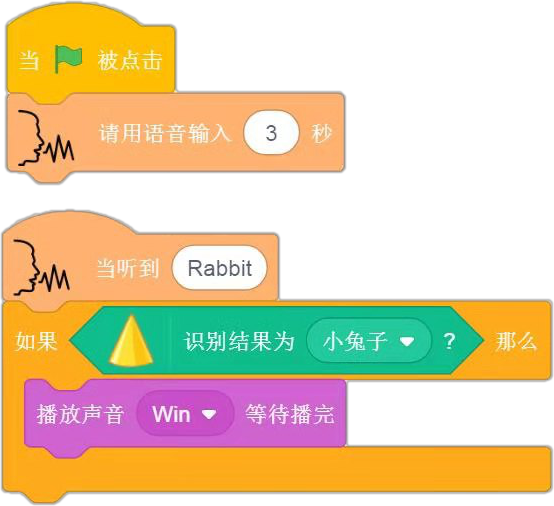 当 被点击
请用语音输入 3 秒
当听到 Rabbit
如果 识别结果为 小兔子 ? 那么
播放声音 Win 等待播完